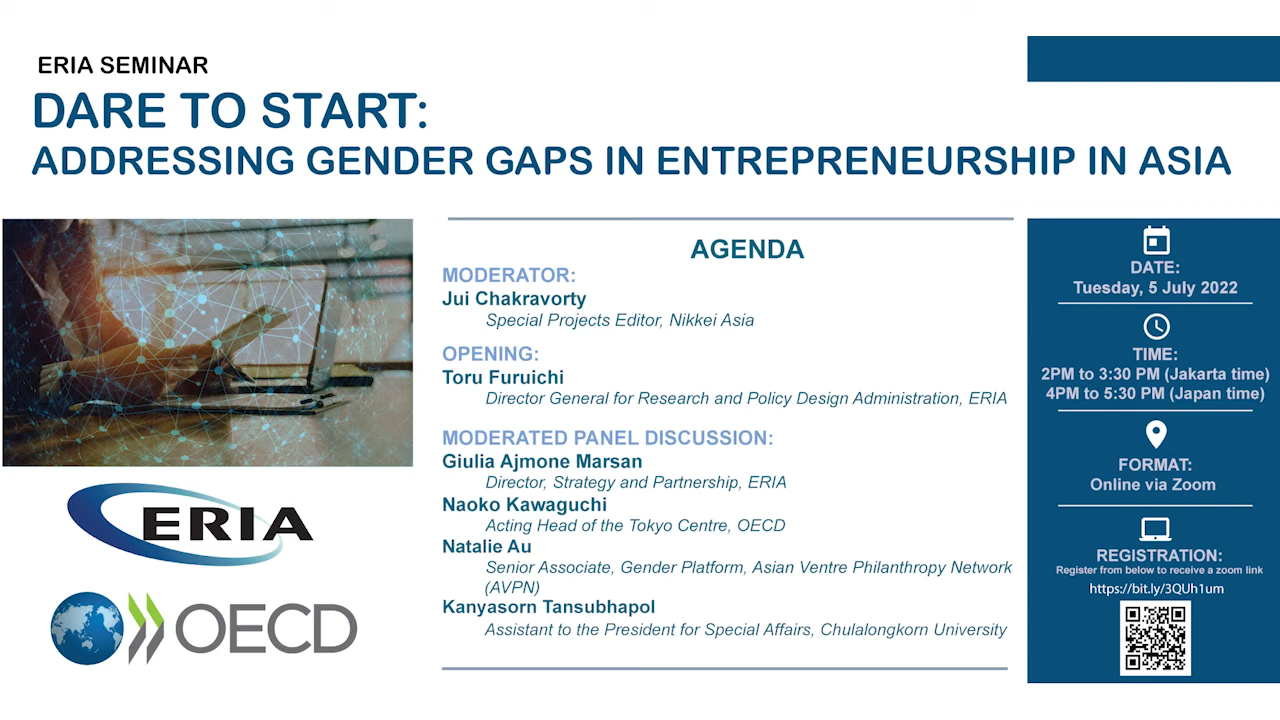 ERIA SEMINAR
DARE TO START:
ADDRESSING GENDER GAPS IN ENTREPRENEURSHIP IN ASIA
AGENDA
MODERATOR:
Jui Chakravorty
Special Projects Editor, Nikkei Asia
OPENING:
Toru Furuichi
Director General for Research and Policy Design Administration, ERIA
MODERATED PANEL DISCUSSION:
Giulia Ajmone Marsan
Director, Strategy and Partnership, ERIA
Naoko Kawaguchi
Acting Head of the Tokyo Centre, OECD
Natalie Au
Senior Associate, Gender Platform, Asian Ventre Philanthropy Network
(AVPN)
Kanyasorn Tansubhapol
Assistant to the President for Special Affairs, Chulalongkorn University
ERIA
OECD
DATE:
Tuesday, 5 July 2022
TIME:
2PM to 3:30 PM (Jakarta time)
4PM to 5:30 PM (Japan time)
FORMAT:
Online via Zoom
REGISTRATION:
Register from below to receive a zoom link
https://bit.ly/3QUh1um